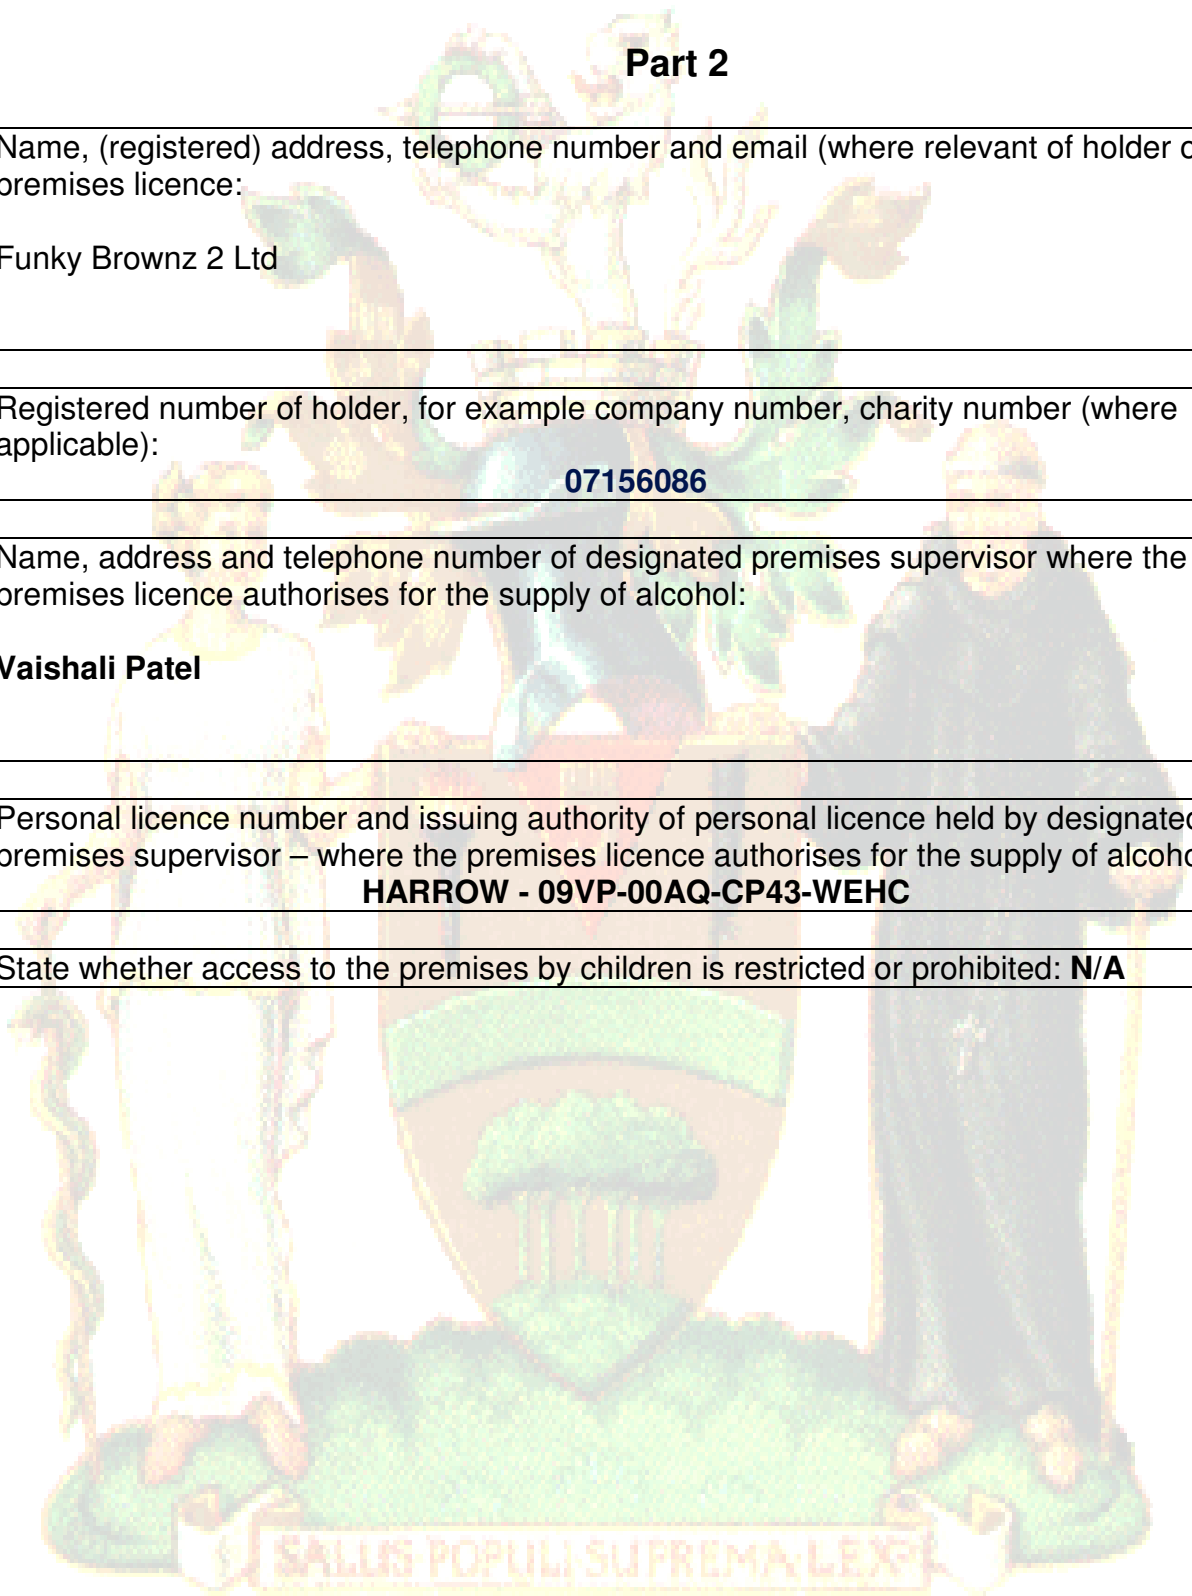 Part 2
Name, (registered) address, telephone number and email (where relevant of holder o
premises licence:
Funky Brownz 2 Ltd
Registered number of holder, for example company number, charity number (where
applicable):
07156086
Name, address and telephone number of designated premises supervisor where the
premises licence authorises for the supply of alcohol:
Vaishali Patel
Personal licence number and issuing authority of personal licence held by designated
premises supervisor – where the premises licence authorises for the supply of alcoho
HARROW - 09VP-00AQ-CP43-WEHC
State whether access to the premises by children is restricted or prohibited: N/A
SALUS POPULI SUPREMA LEX